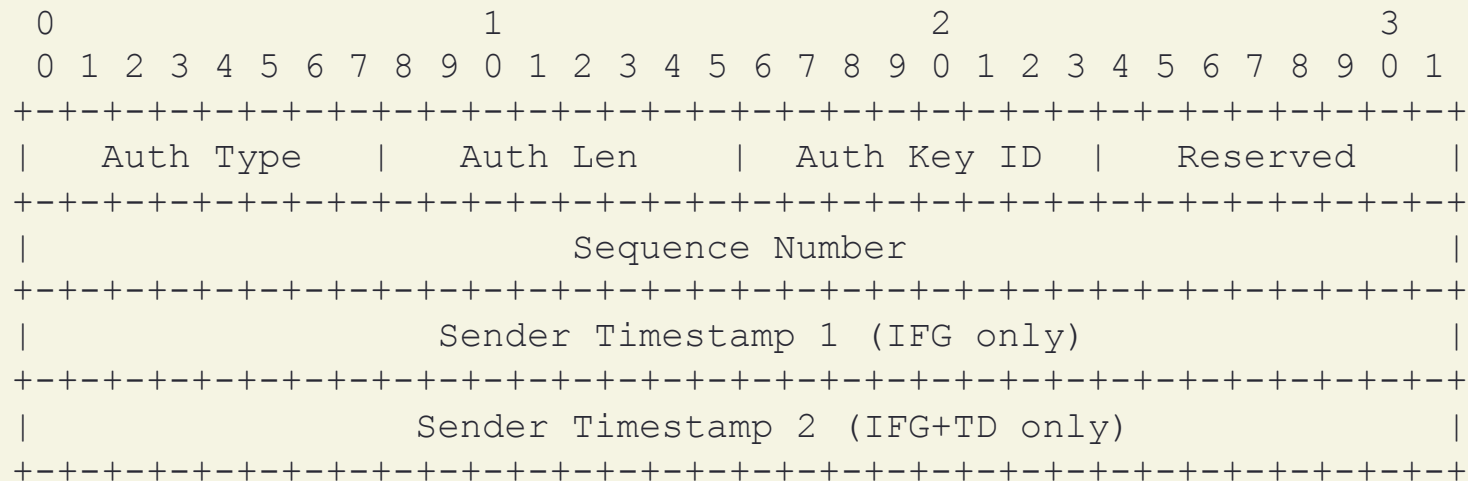 0                   1                   2                   3
 0 1 2 3 4 5 6 7 8 9 0 1 2 3 4 5 6 7 8 9 0 1 2 3 4 5 6 7 8 9 0 1
+-+-+-+-+-+-+-+-+-+-+-+-+-+-+-+-+-+-+-+-+-+-+-+-+-+-+-+-+-+-+-+-+
|   Auth Type   |   Auth Len    |  Auth Key ID  |   Reserved    |
+-+-+-+-+-+-+-+-+-+-+-+-+-+-+-+-+-+-+-+-+-+-+-+-+-+-+-+-+-+-+-+-+
|                        Sequence Number                        |
+-+-+-+-+-+-+-+-+-+-+-+-+-+-+-+-+-+-+-+-+-+-+-+-+-+-+-+-+-+-+-+-+
|                  Sender Timestamp 1 (IFG only)                |
+-+-+-+-+-+-+-+-+-+-+-+-+-+-+-+-+-+-+-+-+-+-+-+-+-+-+-+-+-+-+-+-+
|                 Sender Timestamp 2 (IFG+TD only)              |
+-+-+-+-+-+-+-+-+-+-+-+-+-+-+-+-+-+-+-+-+-+-+-+-+-+-+-+-+-+-+-+-+